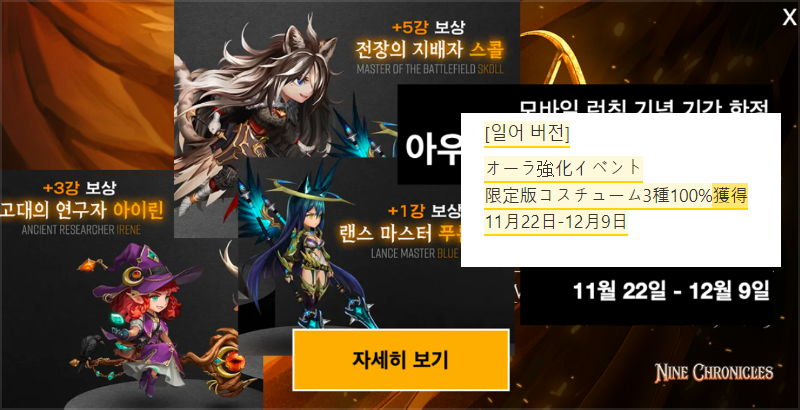 X
+5강 보상
전장의 지배자 스콜
MASTER OF THE BATTLEFIELD SKOLL
모바일 런칭 기념 기간 한정
아우
[일어 버전]
オーラ強化イベント
限定版コスチューム3種100%獲得
11月22日-12月9日
+3강 보상
고대의 연구자 아이린
ANCIENT RESEARCHER IRENE
+1강 보상
랜스 마스터
LANCE MASTER BLUE
11월 22일 - 12월 9일
자세히 보기
NINE CHRONICLES